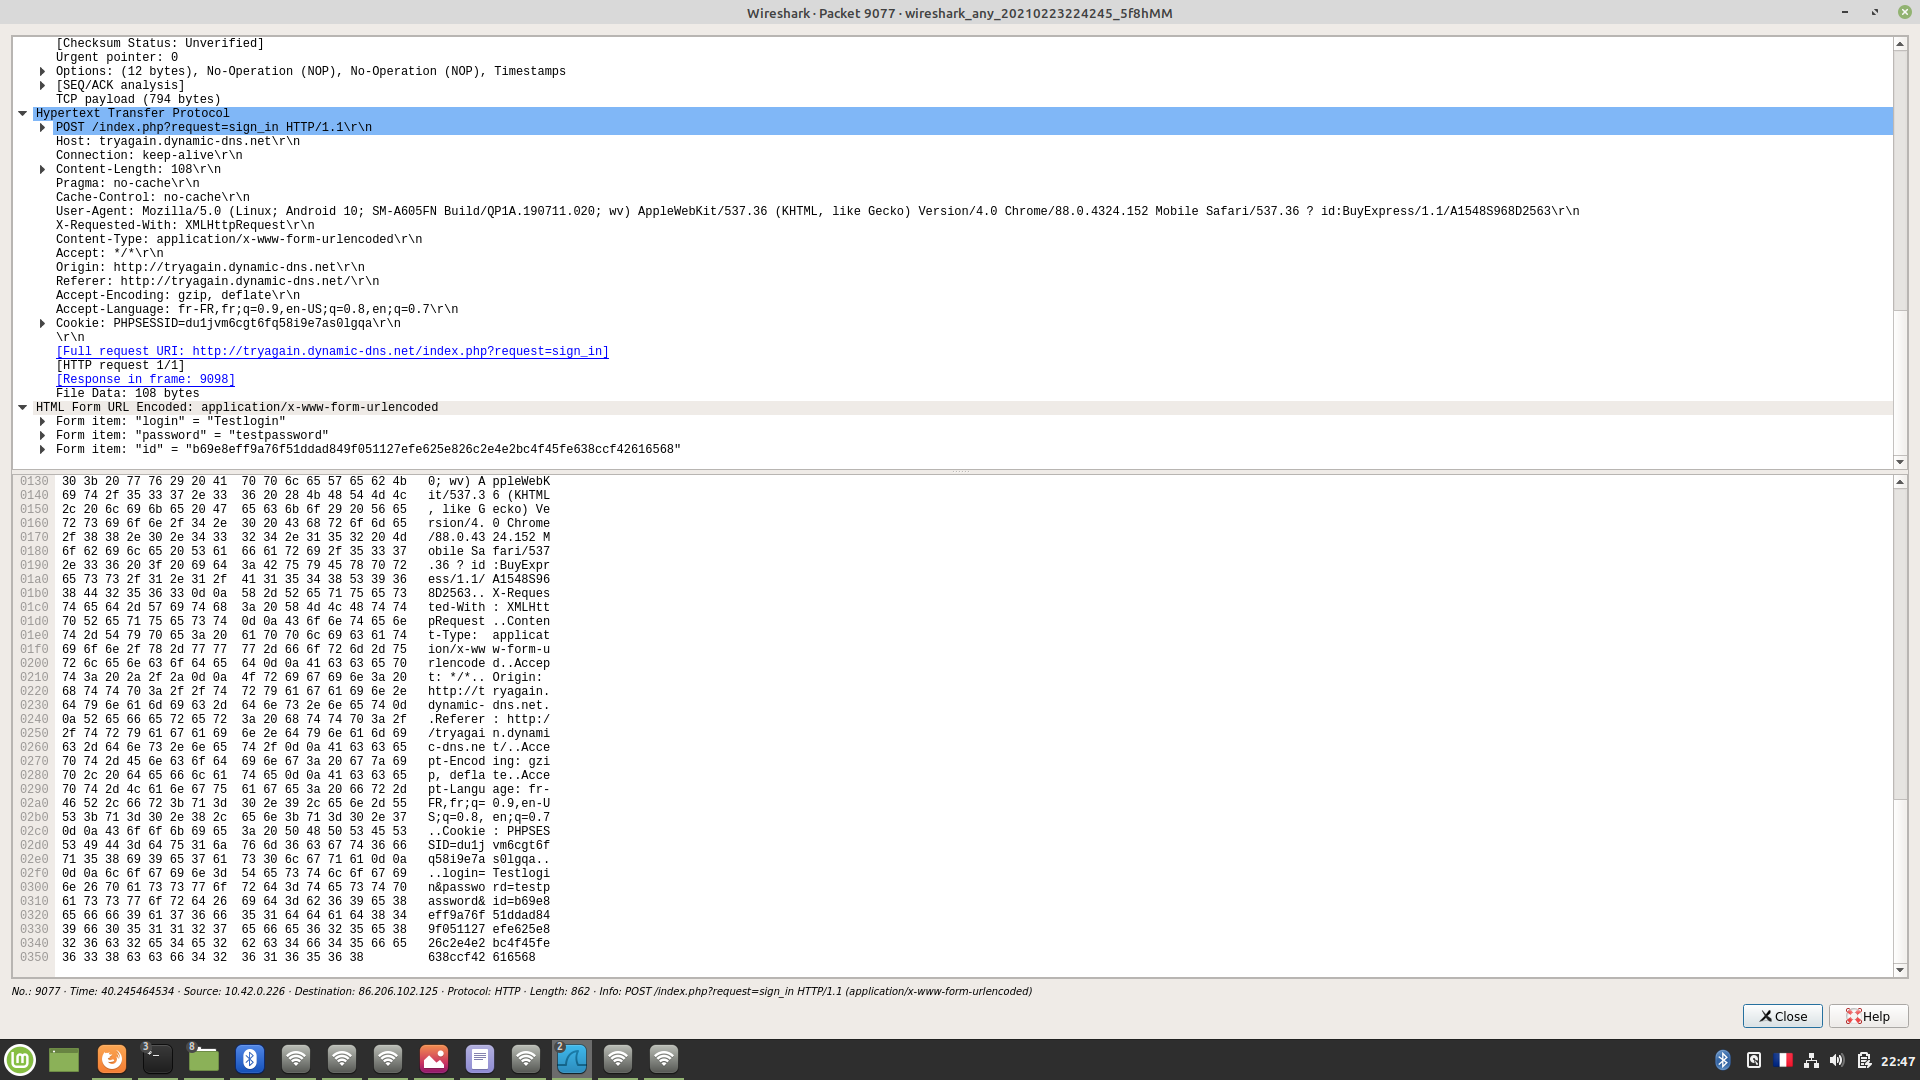 Wireshark · Packet 9077 · wireshark_any_20210223224245_5f8hMM
[Checksum Status: Unverified]
Urgent pointer: 0
Options: (12 bytes), No-Operation (NOP), No-Operation (NOP), Timestamps
[SEQ/ACK analysis]
TCP payload (794 bytes)
Hypertext Transfer Protocol
POST /index.php?request=sign_in HTTP/1.1\r\n
Host: tryagain.dynamic-dns.net\r\n
Connection: keep-alive\r\n
Content-Length: 108\r\n
Pragma: no-cache\r\n
Cache-Control: no-cache\r\n
User-Agent: Mozilla/5.0 (Linux; Android 10; SM-A605FN Build/QP1A.190711.020; wv) AppleWebKit/537.36 (KHTML, like Gecko) Version/4.0 Chrome/88.0.4324.152 Mobile Safari/537.36 ? id:BuyExpress/1.1/A1548S968D2563\r\n
X-Requested-With: XMLHttpRequest\r\n
Content-Type: application/x-www-form-urlencoded\r\n
Accept: */*\r\n
Origin: http://tryagain.dynamic-dns.net\r\n
Referer: http://tryagain.dynamic-dns.net/\r\n
Accept-Encoding: gzip, deflate\r\n
Accept-Language: fr-FR,fr;q=0.9,en-US;q=0.8,en;q=0.7\r\n
Cookie: PHPSESSID=du1jvm6cgt6fq58i9e7as0lgqa\r\n
\r\n
[Full request URI: http://tryagain.dynamic-dns.net/index.php?request=sign_in]
[HTTP request 1/1]
[Response in frame: 9098]
File Data: 108 bytes
HTML Form URL Encoded: application/x-www-form-urlencoded
Form item: "login" = "Testlogin"
Form item: "password" = "testpassword"
Form item: "id" = "b69e8eff9a76f51ddad849f051127efe625e826c2e4e2bc4f45fe638ccf42616568"
0130 30 3b 20 77 76 29 20 41 70 70 6c 65 57 65 62 4b 0; wv) A ppleWebK
0140 69 74 2f 35 33 37 2e 33 36 20 28 4b 48 54 4d 4c it/537.3 6 (KHTML
0150 2c 20 6c 69 6b 65 20 47 65 63 6b 6f 29 20 56 65 , like G ecko) Ve
0160 72 73 69 6f 6e 2f 34 2e 30 20 43 68 72 6f 6d 65 rsion/4. 0 Chrome
0170 2f 38 38 2e 30 2e 34 33 32 34 2e 31 35 32 20 4d /88.0.43 24.152 M
0180 6f 62 69 6c 65 20 53 61 66 61 72 69 2f 35 33 37 obile Sa fari/537
0190 2e 33 36 20 3f 20 69 64 3a 42 75 79 45 78 70 72 .36 ? id :BuyExpr
01a0 65 73 73 2f 31 2e 31 2f 41 31 35 34 38 53 39 36 ess/1.1/ A1548S96
01b0 38 44 32 35 36 33 0d 0a 58 2d 52 65 71 75 65 73 8D2563.. X-Reques
01c0 74 65 64 2d 57 69 74 68 3a 20 58 4d 4c 48 74 74 ted-With : XMLHtt
01d0 70 52 65 71 75 65 73 74 0d 0a 43 6f 6e 74 65 6e pRequest ..Conten
01e0 74 2d 54 79 70 65 3a 20 61 70 70 6c 69 63 61 74 t-Type: applicat
01f0 69 6f 6e 2f 78 2d 77 77 77 2d 66 6f 72 6d 2d 75 ion/x-ww w-form-u
0200 72 6c 65 6e 63 6f 64 65 64 0d 0a 41 63 63 65 70 rlencode d..Accep
0210 74 3a 20 2a 2f 2a 0d 0a 4f 72 69 67 69 6e 3a 20 t: */*.. Origin:
0220 68 74 74 70 3a 2f 2f 74 72 79 61 67 61 69 6e 2e http://t ryagain.
0230 64 79 6e 61 6d 69 63 2d 64 6e 73 2e 6e 65 74 0d dynamic- dns.net.
0240 0a 52 65 66 65 72 65 72 3a 20 68 74 74 70 3a 2f .Referer : http:/
0250 2f 74 72 79 61 67 61 69 6e 2e 64 79 6e 61 6d 69 /tryagai n.dynami
0260 63 2d 64 6e 73 2e 6e 65 74 2f 0d 0a 41 63 63 65 c-dns.ne t/..Acce
0270 70 74 2d 45 6e 63 6f 64 69 6e 67 3a 20 67 7a 69 pt-Encod ing: gzi
0280 70 2c 20 64 65 66 6c 61 74 65 0d 0a 41 63 63 65 p, defla te..Acce
0290 70 74 2d 4c 61 6e 67 75 61 67 65 3a 20 66 72 2d pt-Langu age: fr-
02a0 46 52 2c 66 72 3b 71 3d 30 2e 39 2c 65 6e 2d 55 FR,fr;q= 0.9,en-U
02b0 53 3b 71 3d 30 2e 38 2c 65 6e 3b 71 3d 30 2e 37 S;q=0.8, en;q=0.7
02c0 0d 0a 43 6f 6f 6b 69 65 3a 20 50 48 50 53 45 53 ..Cookie : PHPSES
02d0 53 49 44 3d 64 75 31 6a 76 6d 36 63 67 74 36 66 SID=du1j vm6cgt6f
02e0 71 35 38 69 39 65 37 61 73 30 6c 67 71 61 0d 0a q58i9e7a s0lgqa..
02f0 0d 0a 6c 6f 67 69 6e 3d 54 65 73 74 6c 6f 67 69 ..login= Testlogi
0300 6e 26 70 61 73 73 77 6f 72 64 3d 74 65 73 74 70 n&passwo rd=testp
0310 61 73 73 77 6f 72 64 26 69 64 3d 62 36 39 65 38 assword& id=b69e8
0320 65 66 66 39 61 37 36 66 35 31 64 64 61 64 38 34 eff9a76f 51ddad84
0330 39 66 30 35 31 31 32 37 65 66 65 36 32 35 65 38 9f051127 efe625e8
0340 32 36 63 32 65 34 65 32 62 63 34 66 34 35 66 65 26c2e4e2 bc4f45fe
0350 36 33 38 63 63 66 34 32 36 31 36 35 36 38 638ccf42 616568
No.: 9077 · Time: 40.245464534 · Source: 10.42.0.226 · Destination: 86.206.102.125 · Protocol: HTTP · Length: 862 · Info: POST /index.php?request=sign_in HTTP/1.1 (application/x-www-form-urlencoded)
Close
Help
3
8
2
22:47